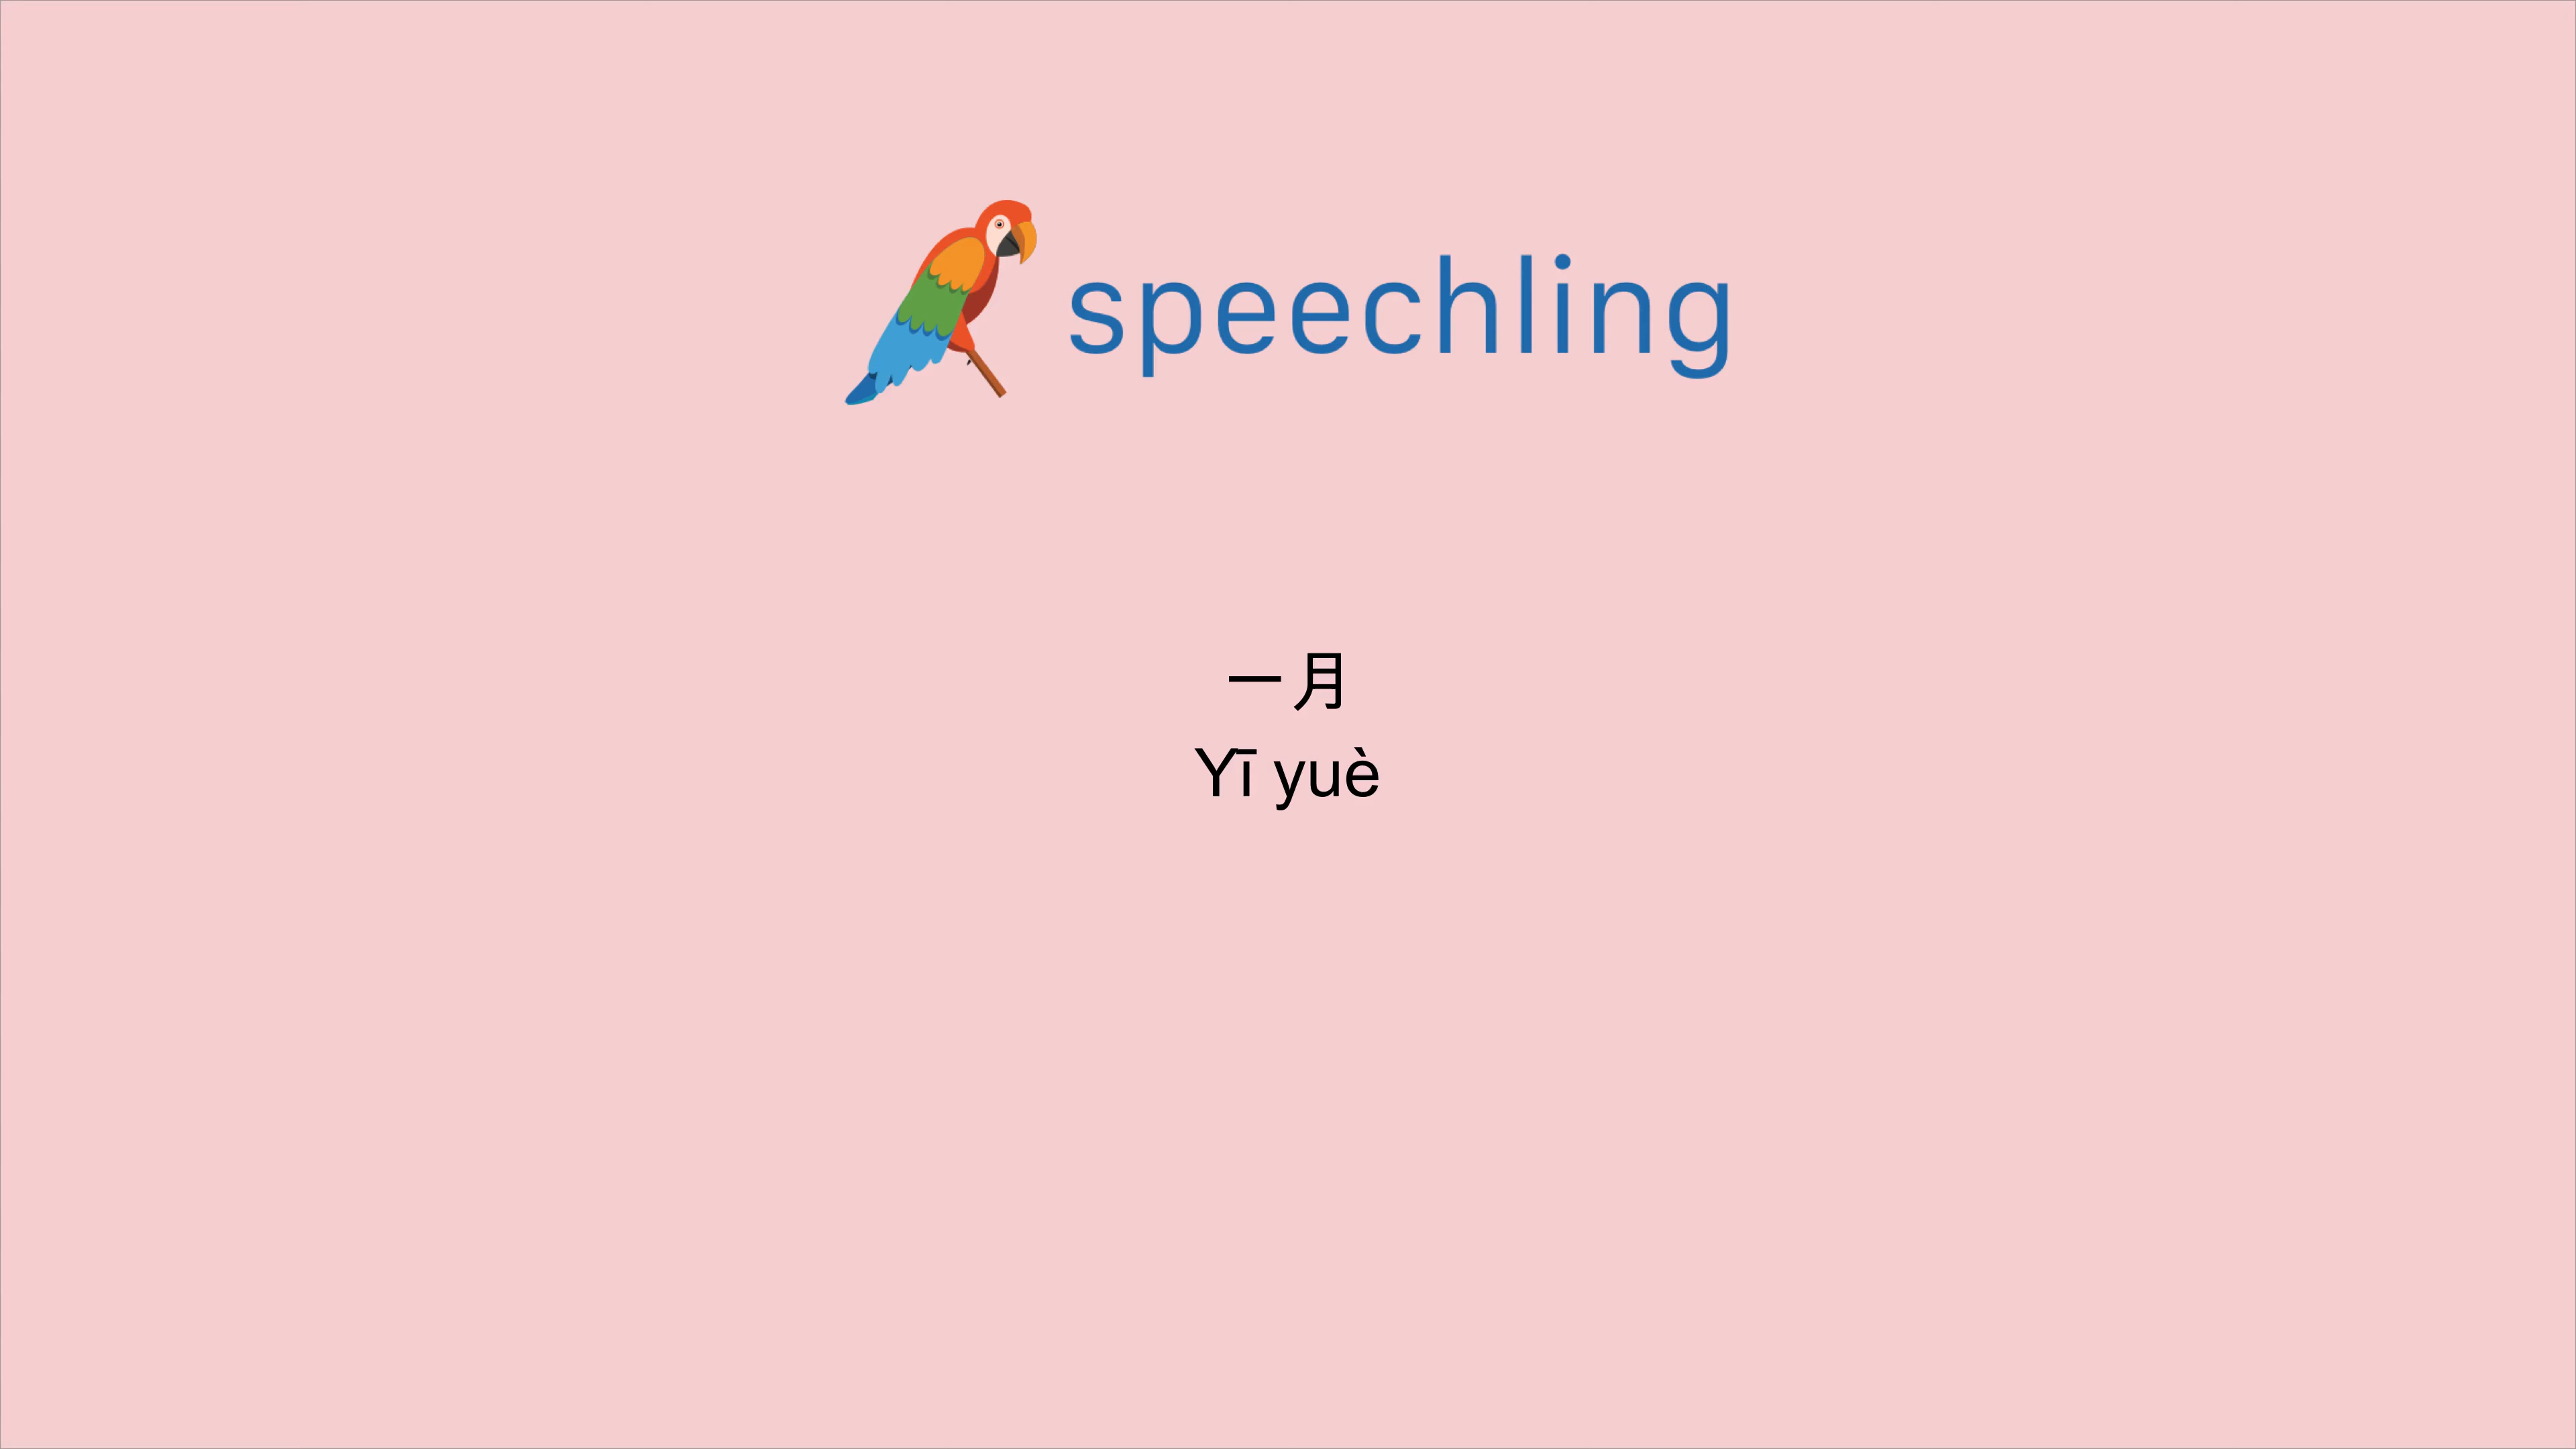 speechling
一月
Yī yuè